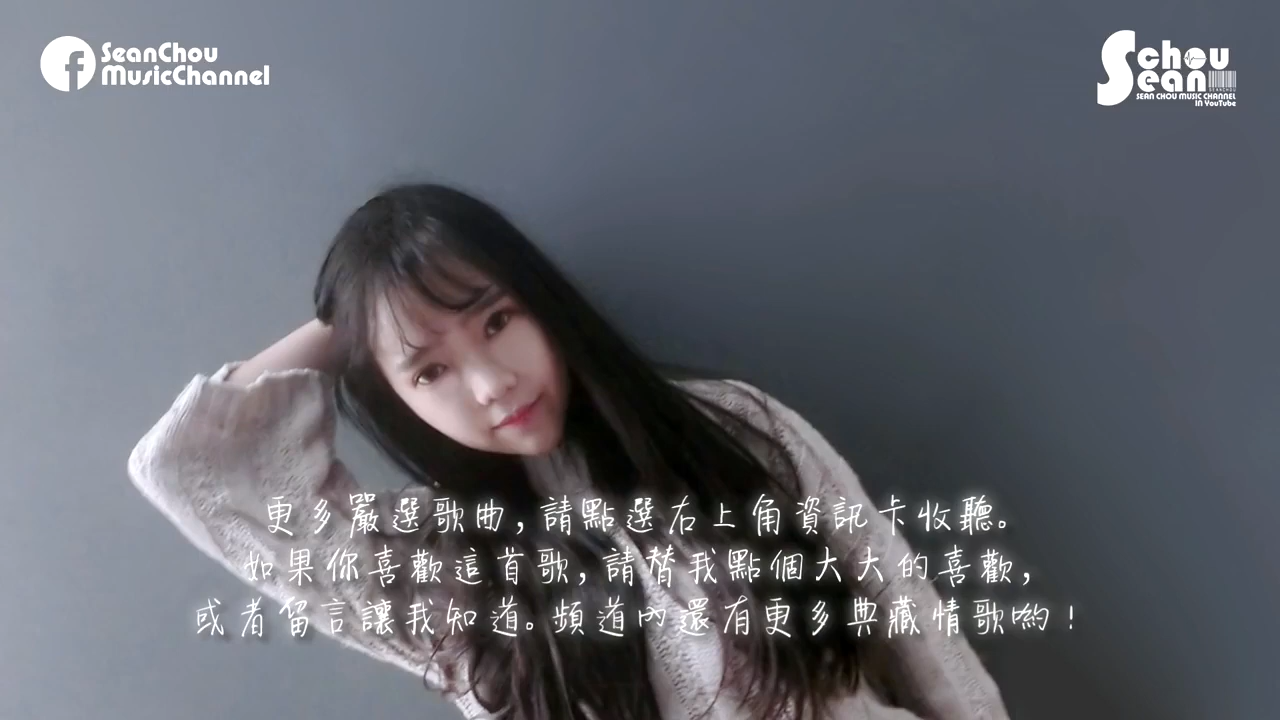 SeanChou
MusicChannel
Schou
Sean
SEAN CHOU MUSIC CHANNEL
IN YouTube
更多嚴選歌曲，請點選右上角資訊卡收聽。
如果你喜歡這首歌，請替我點個大大的喜歡，
或者留言讓我知道。頻道內還有更多典藏情歌喲！